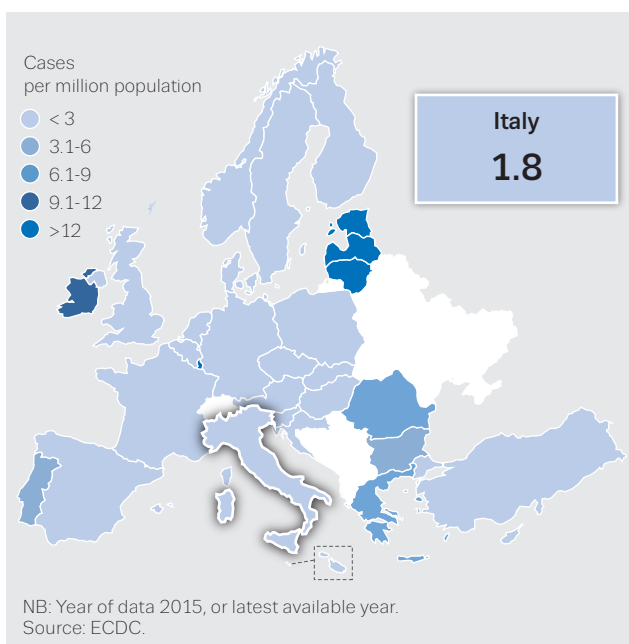 Cases
per million population
< 3
3.1-6
6.1-9
9.1-12
>12
Italy
1.8
NB: Year of data 2015, or latest available year.
Source: ECDC.